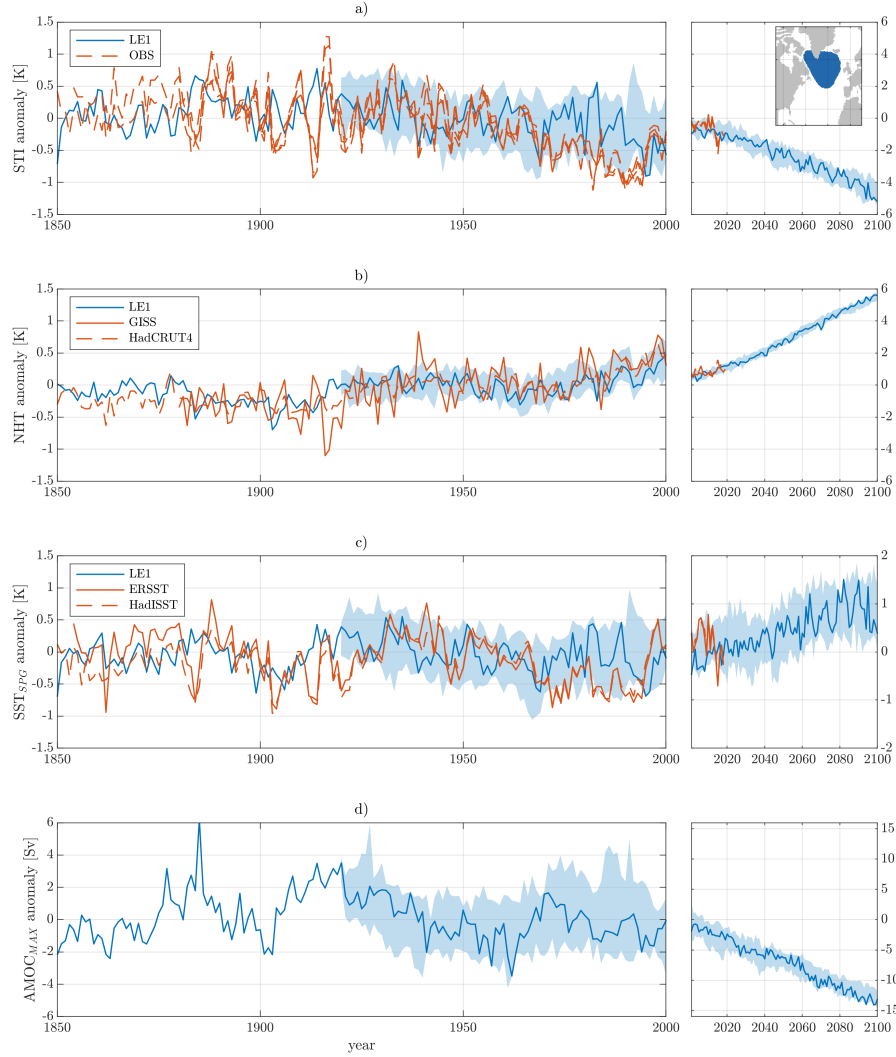 a)
STI anomaly [K]
1.5
1
0.5
0
-0.5
-1
-1.5
LE1
OBS
1850 1900 1950 2000
6
4
2
0
-2
-4
-6
2020 2040 2060 2080 2100
b)
NHT anomaly [K]
1.5
1
0.5
0
-0.5
-1
-1.5
LE1
GISS
HadCRUT4
1850 1900 1950 2000
6
4
2
0
-2
-4
-6
2020 2040 2060 2080 2100
c)
SST_SPG anomaly [K]
1.5
1
0.5
0
-0.5
-1
-1.5
LE1
ERSST
HadISST
1850 1900 1950 2000
2
1
0
-1
-2
2020 2040 2060 2080 2100
d)
AMOC_MAX anomaly [Sv]
6
4
2
0
-2
-4
-6
1850 1900 1950 2000
year
15
10
5
0
-5
-10
-15
2020 2040 2060 2080 2100